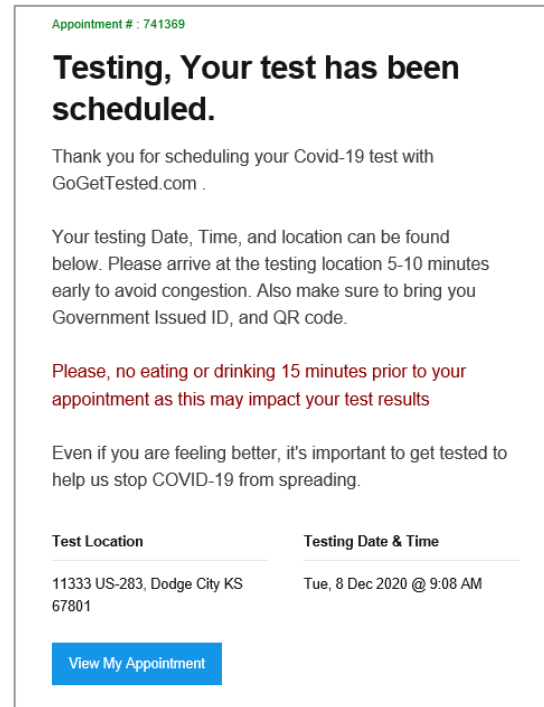 Appointment # : 741369
Testing, Your test has been
scheduled.
Thank you for scheduling your Covid-19 test with
GoGetTested.com .
Your testing Date, Time, and location can be found
below. Please arrive at the testing location 5-10 minutes
early to avoid congestion. Also make sure to bring you
Government Issued ID, and QR code.
Please, no eating or drinking 15 minutes prior to your
appointment as this may impact your test results
Even if you are feeling better, it's important to get tested to
help us stop COVID-19 from spreading.
Test Location
11333 US-283, Dodge City KS
67801
Testing Date & Time
Tue, 8 Dec 2020 @ 9:08 AM
View My Appointment